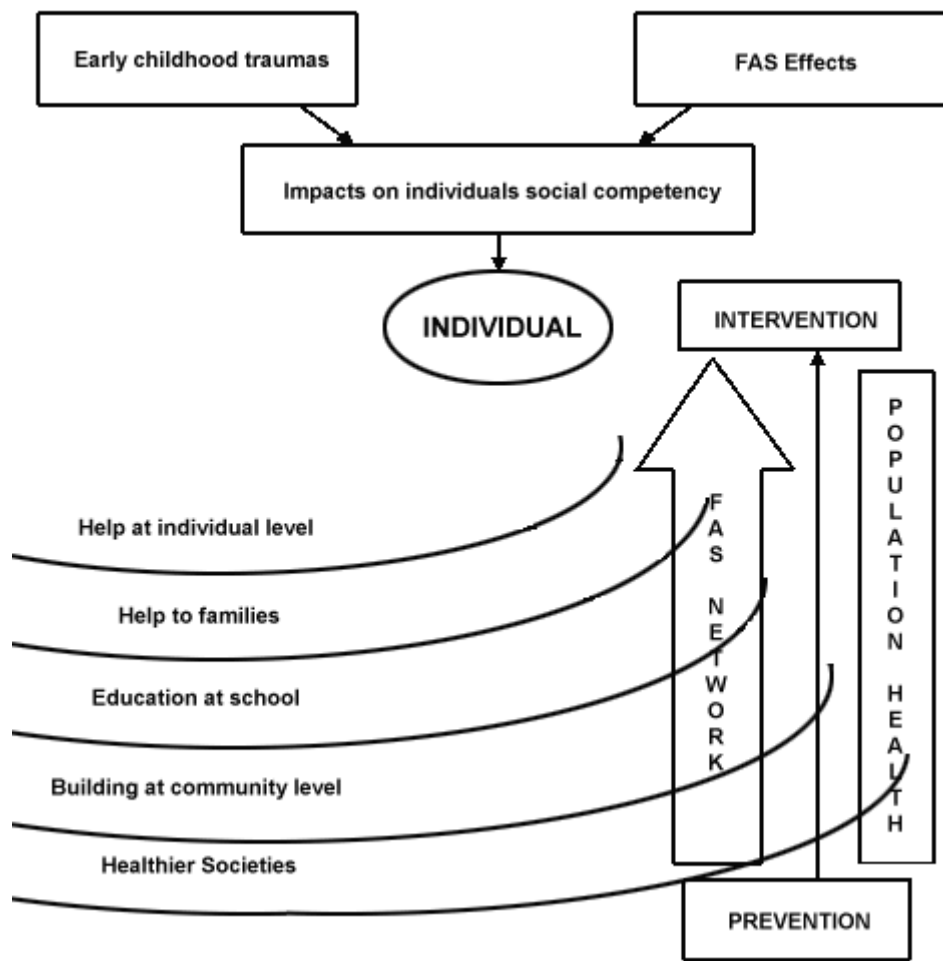 Early childhood traumas
FAS Effects
Impacts on individuals social competency
INDIVIDUAL
INTERVENTION
POPULATION HEALTH
FAS NETWORK
Help at individual level
Help to families
Education at school
Building at community level
Healthier Societies
PREVENTION